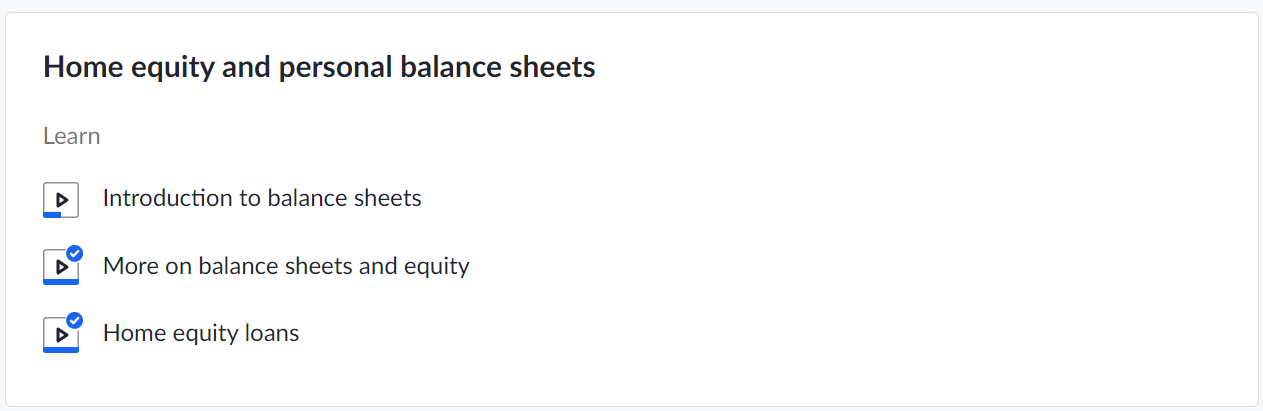 Home equity and personal balance sheets
Learn
Introduction to balance sheets
More on balance sheets and equity
Home equity loans